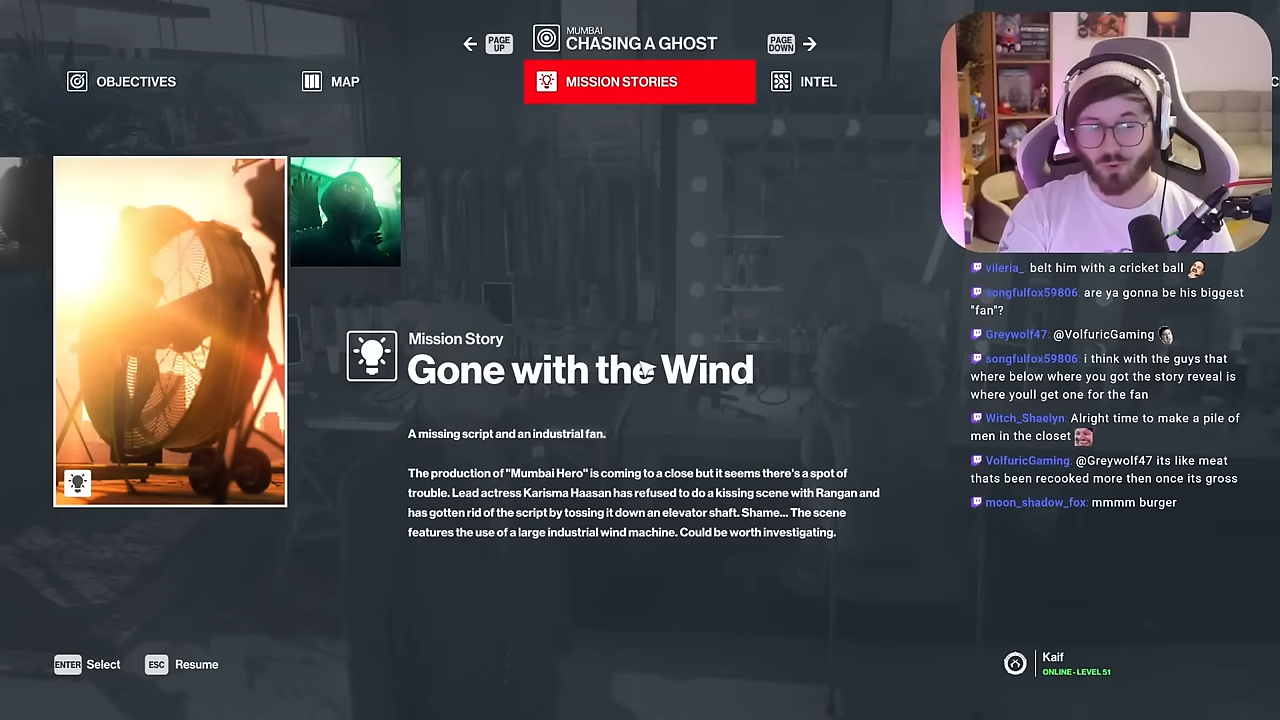 PAGE UP
MUMBAI
CHASING A GHOST
PAGE DOWN
OBJECTIVES
MAP
MISSION STORIES
INTEL
Mission Story
Gone with the Wind
A missing script and an industrial fan.
The production of "Mumbai Hero" is coming to a close but it seems there's a spot of
trouble. Lead actress Karisma Haasan has refused to do a kissing scene with Rangan and
has gotten rid of the script by tossing it down an elevator shaft. Shame... The scene
features the use of a large industrial wind machine. Could be worth investigating.
vileria_: belt him with a cricket ball
songfulfox59806: are ya gonna be his biggest
"fan"?
Greywolf47: @VolfuricGaming
songfulfox59806: i think with the guys that
where below where you got the story reveal is
where youll get one for the fan
Witch_Shaelyn: Alright time to make a pile of
men in the closet
VolfuricGaming: @Greywolf47 its like meat
thats been recooked more then once its gross
moon_shadow_fox: mmmm burger
ENTER Select
ESC Resume
Kaif
ONLINE - LEVEL 51